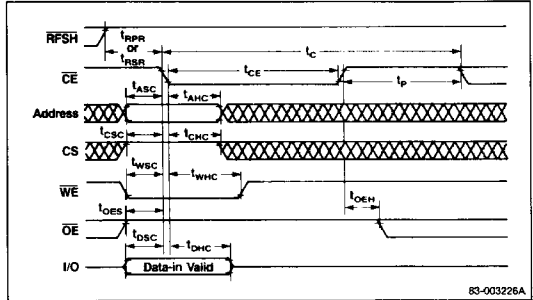 RFSH
tRPR
or
tRSR
tC
CE
tASC
tCE
tP
tAHC
Address
tCSC
tCHC
CS
tWSC
tWHC
WE
tOES
tOEH
OE
tDSC
tDHC
I/O
Data-in Valid
83-003226A